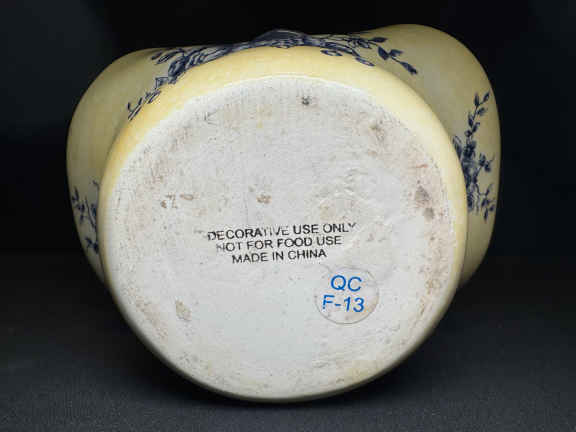 DECORATIVE USE ONLY
NOT FOR FOOD USE
MADE IN CHINA
QC
F-13